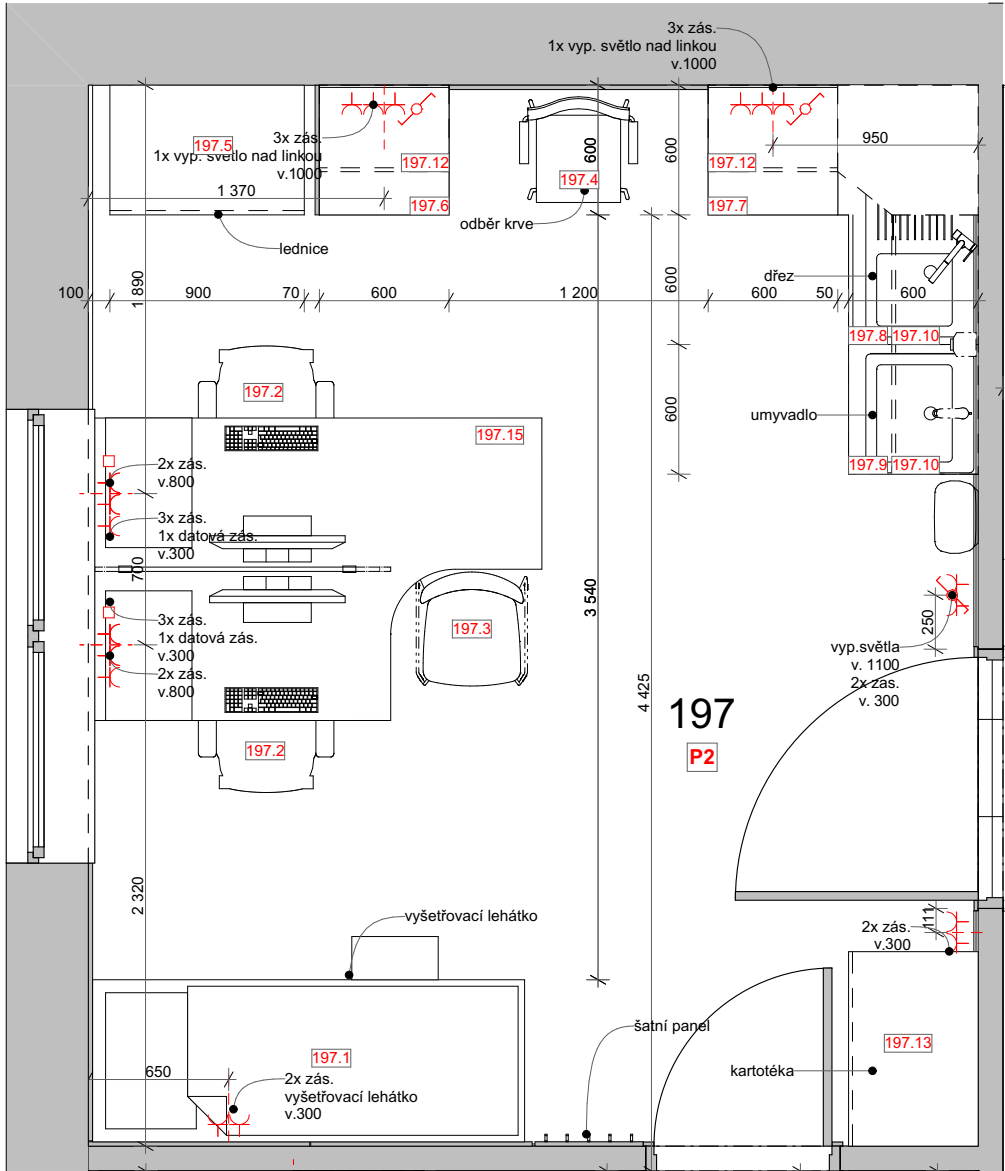 3x zás.
1x vyp. světlo nad linkou
v.1000
197.5
3x zás.
1x vyp. světlo nad linkou
v.1000
197.12
197.6
1 370
lednice
197.4
odběr krve
600
600
197.12
197.7
950
1 890
100
900
70
600
1 200
600
50
600
dřez
197.8
197.10
600
600
umyvadlo
197.9
197.10
197.2
197.15
2x zás.
v.800
3x zás.
1x datová zás.
v.300
700
3x zás.
1x datová zás.
v.300
2x zás.
v.800
197.3
3 540
4 425
250
vyp.světla
v. 1100
2x zás.
v. 300
197
P2
197.2
2 320
vyšetřovací lehátko
111
2x zás.
v.300
šatní panel
197.13
kartotéka
197.1
650
2x zás.
vyšetřovací lehátko
v.300